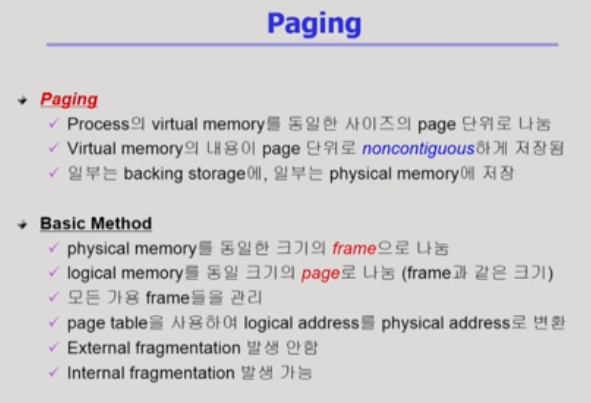 Paging
Paging
Process의 virtual memory를 동일한 사이즈의 page 단위로 나눔
Virtual memory의 내용이 page 단위로 noncontiguous하게 저장됨
일부는 backing storage에, 일부는 physical memory에 저장
Basic Method
physical memory를 동일한 크기의 frame으로 나눔
logical memory를 동일 크기의 page로 나눔 (frame과 같은 크기)
모든 가용 frame들을 관리
page table을 사용하여 logical address를 physical address로 변환
External fragmentation 발생 안함
Internal fragmentation 발생 가능